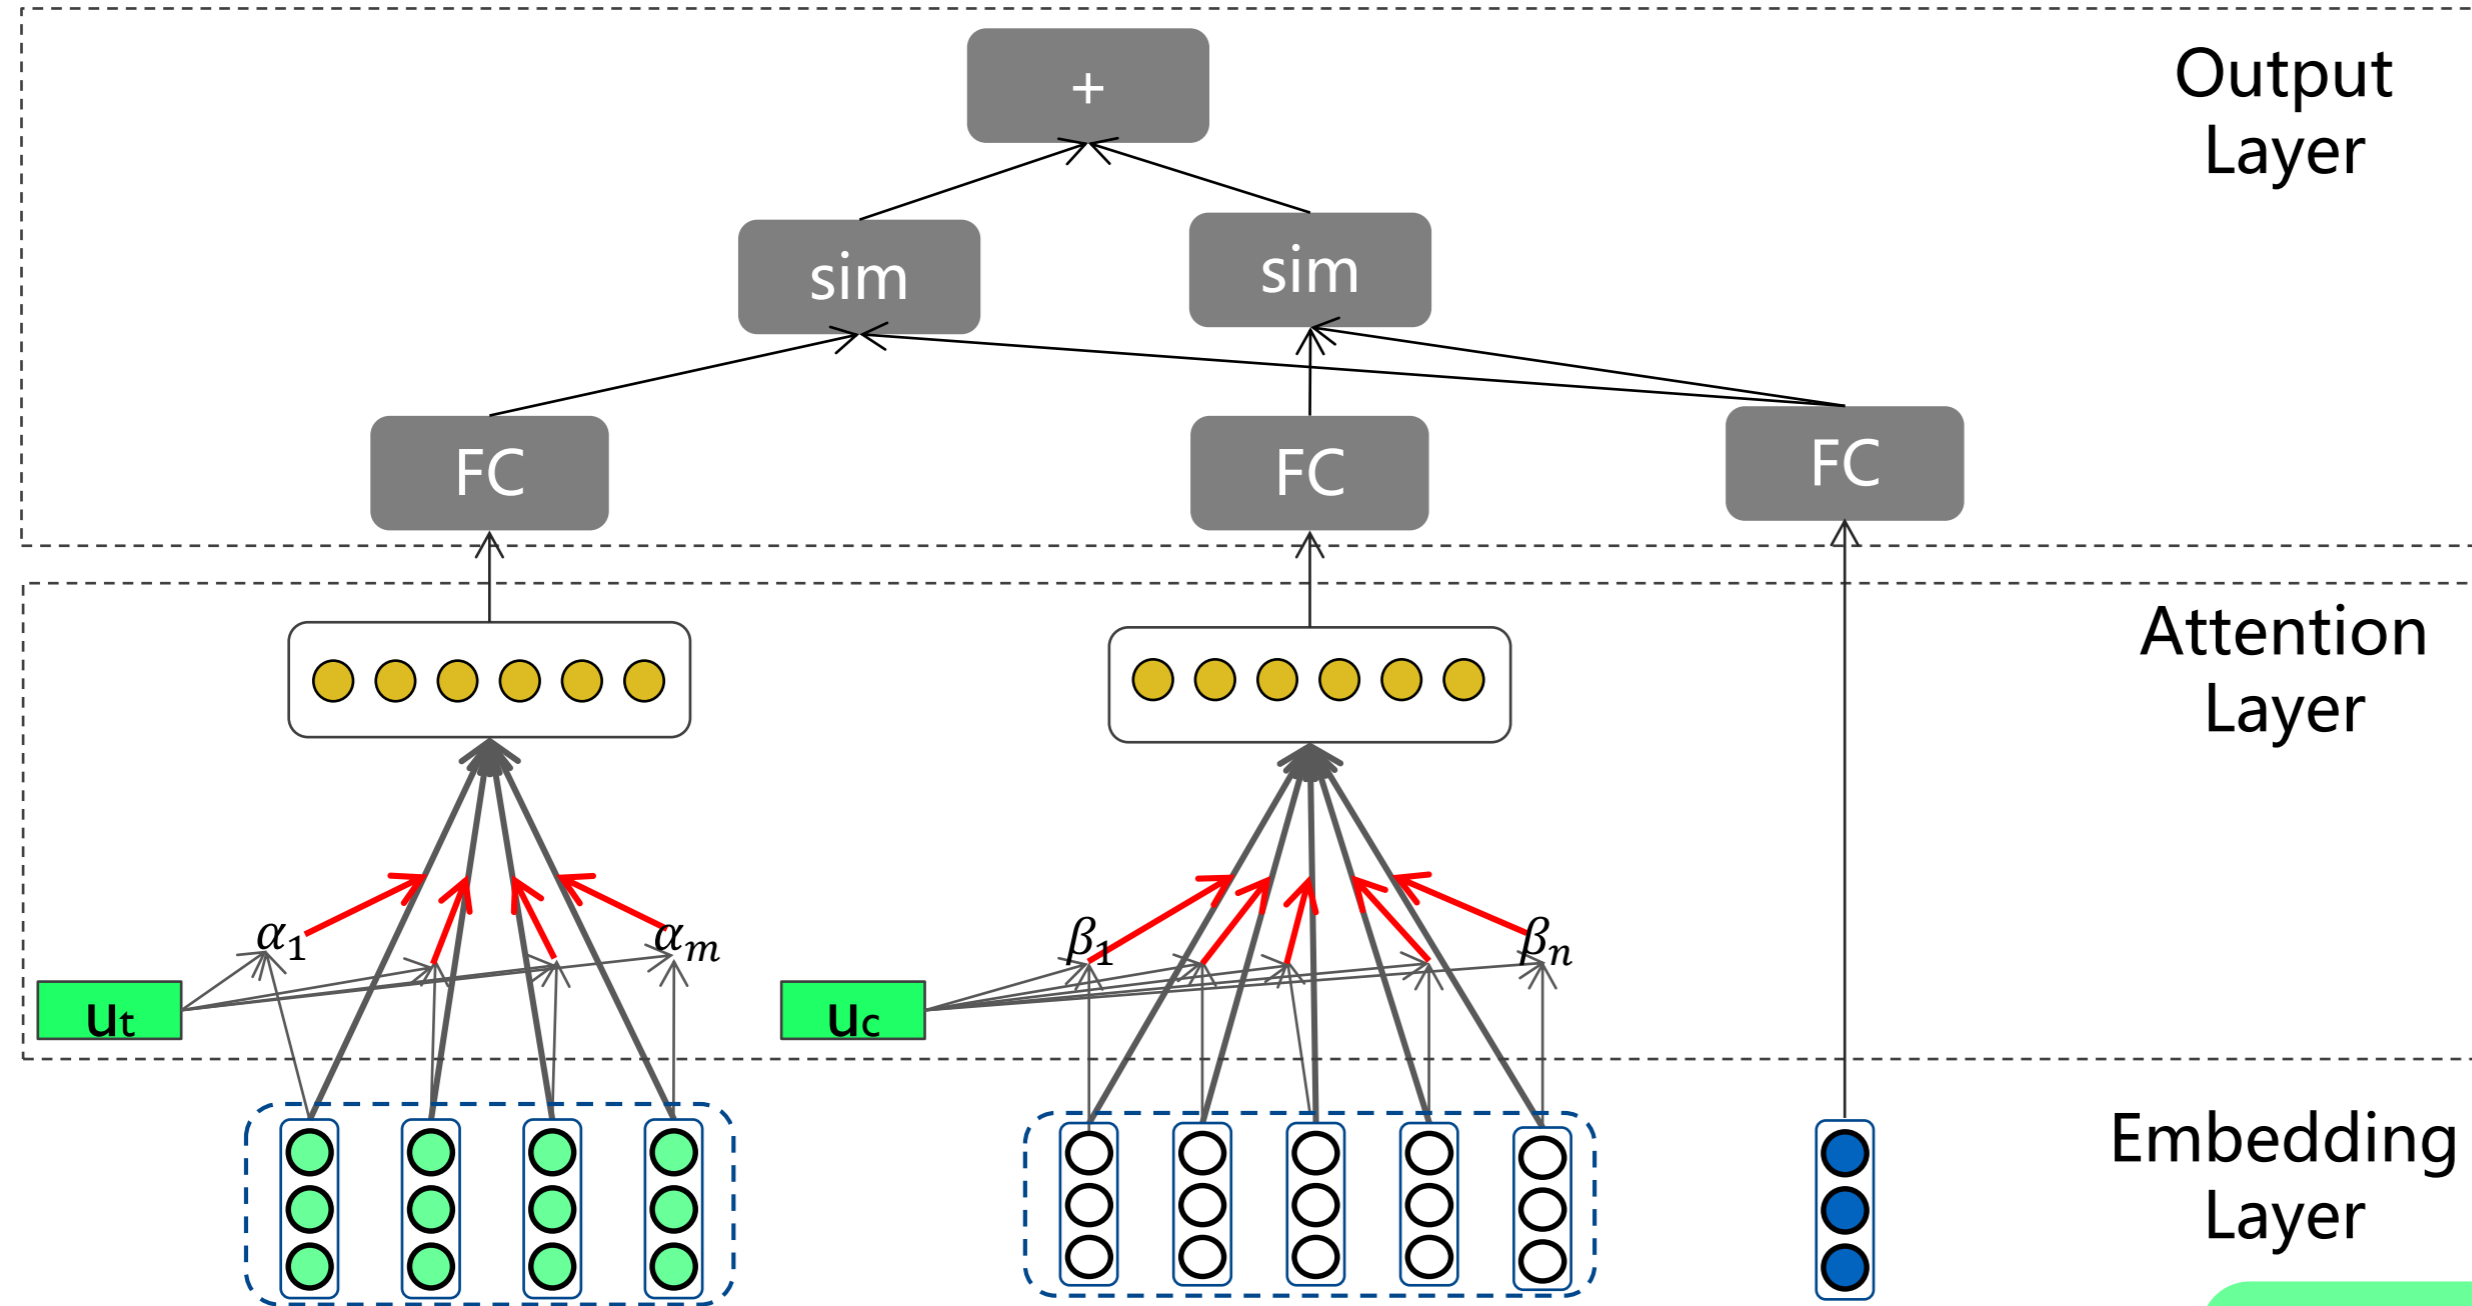 +
Output
Layer
sim
sim
FC
FC
FC
Attention
Layer
α₁
αₘ
β₁
βₙ
ut
uc
Embedding
Layer